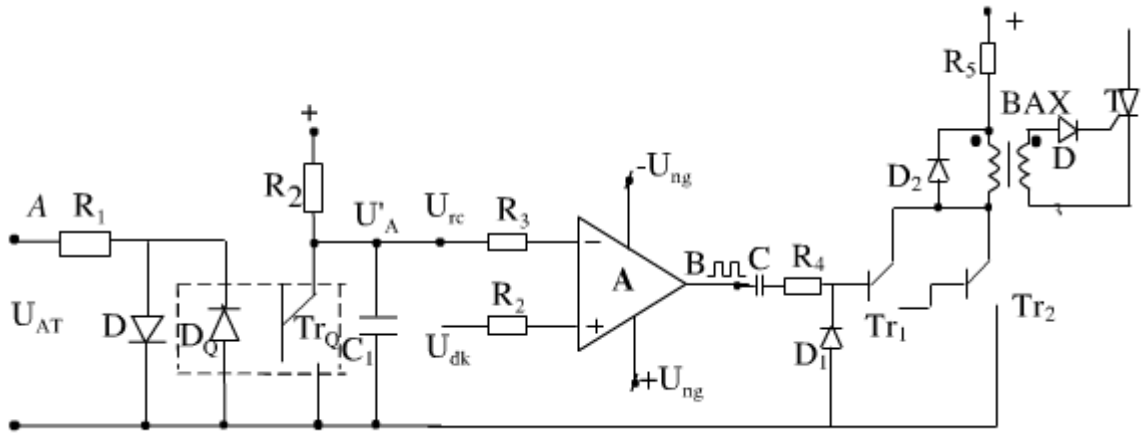 +
R5
BAX
T
D
D2
+
R2
A
R1
U'A
Urc
R3
-Ung
−
A
B
C
R4
UAT
D
DQ
TrQ
C1
R2
Udk
+
+Ung
D1
Tr1
Tr2